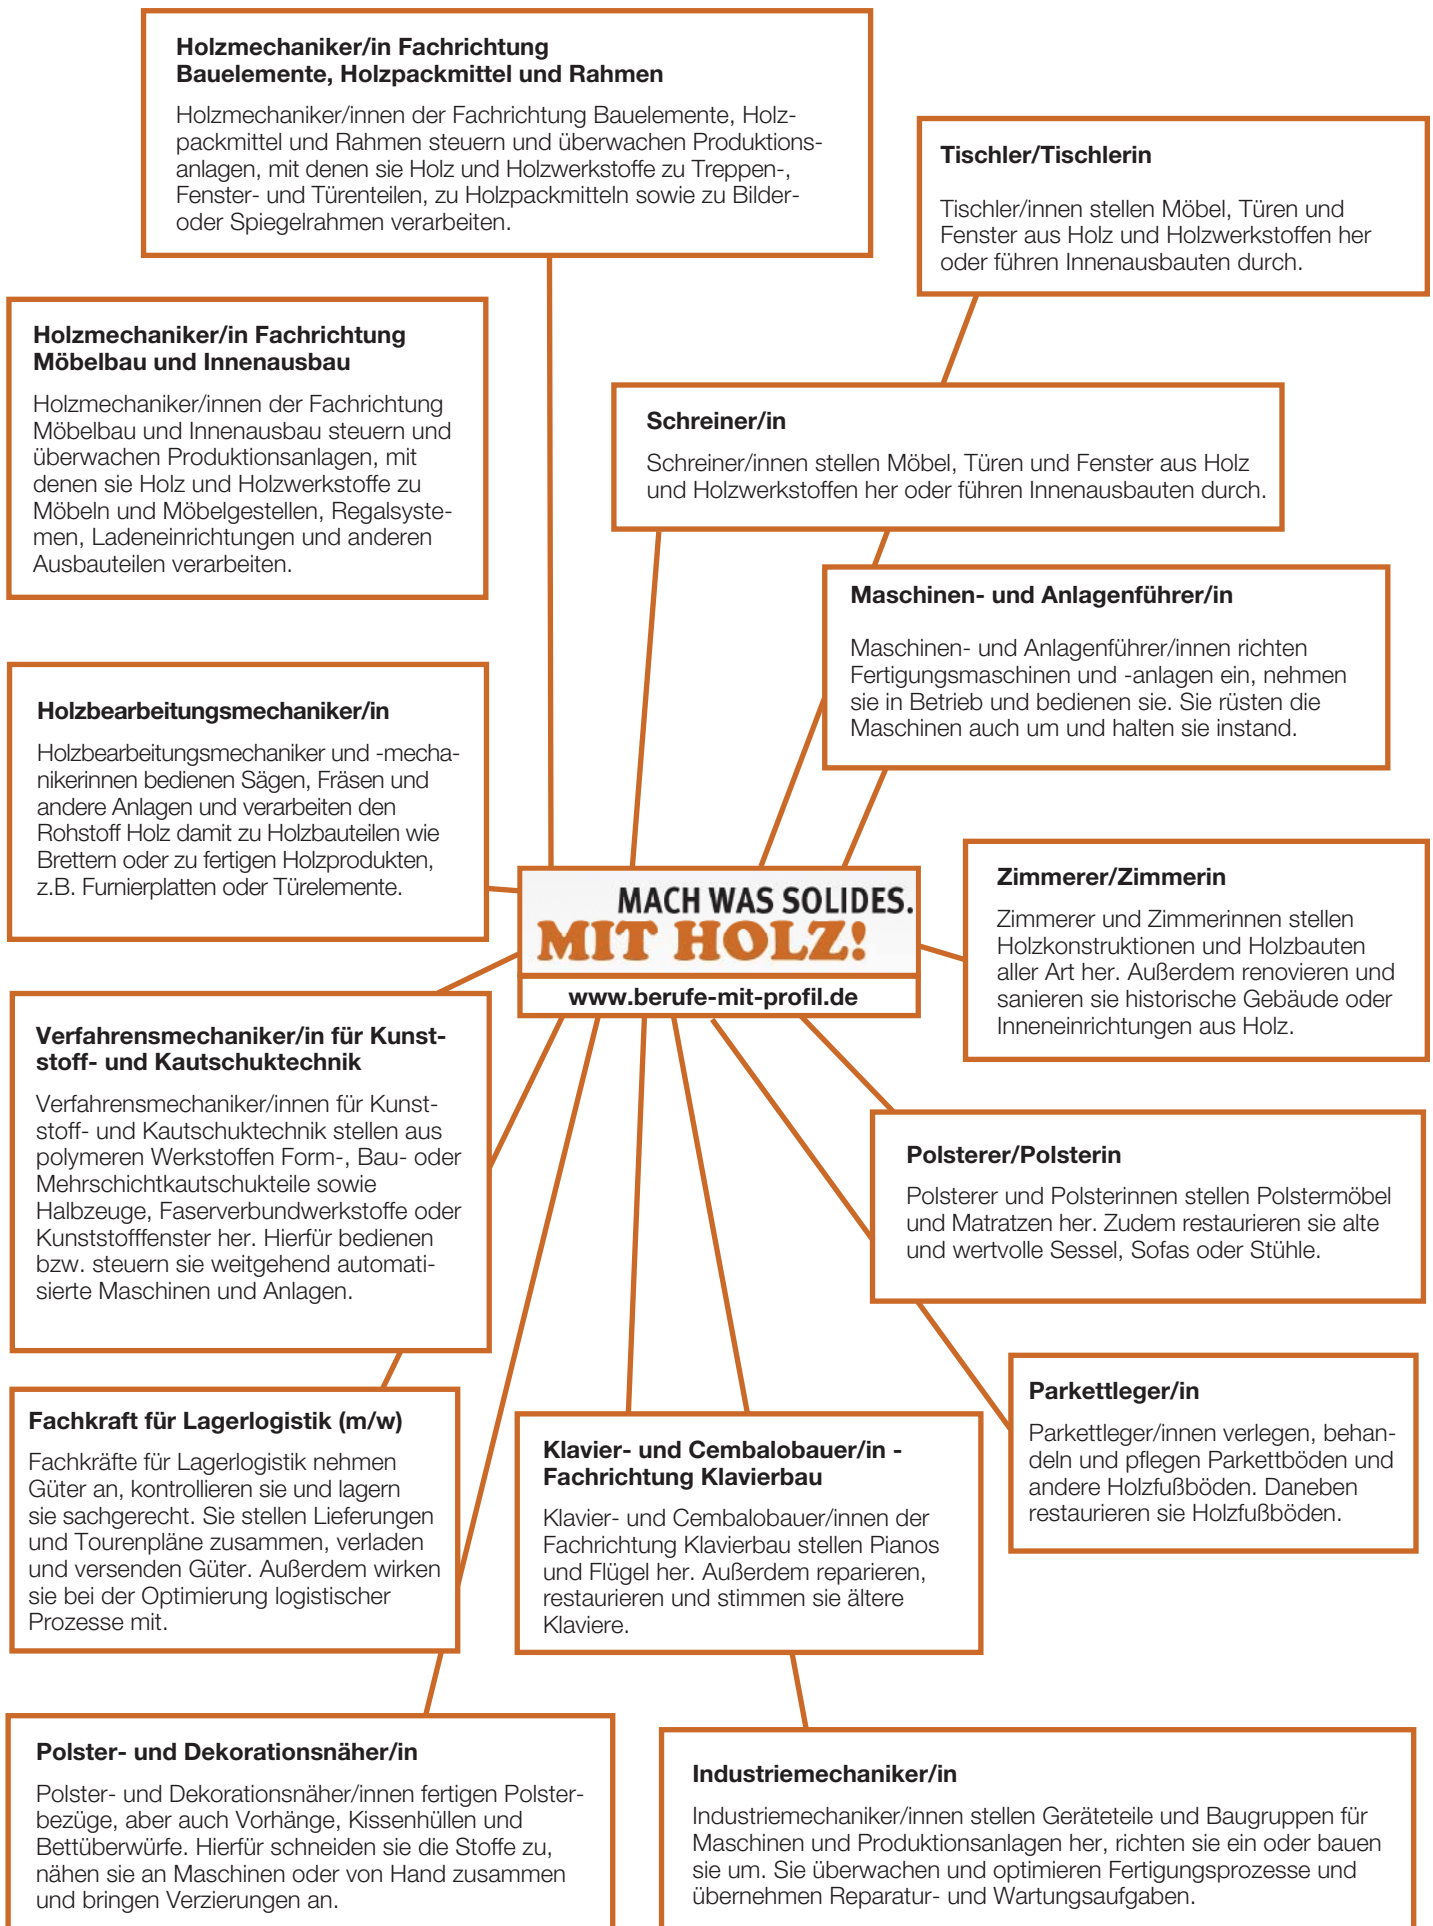 Holzmechaniker/in Fachrichtung
Bauelemente, Holzpackmittel und Rahmen
Holzmechaniker/innen der Fachrichtung Bauelemente, Holz-
packmittel und Rahmen steuern und überwachen Produktions-
anlagen, mit denen sie Holz und Holzwerkstoffe zu Treppen-,
Fenster- und Türenteilen, zu Holzpackmitteln sowie zu Bilder-
oder Spiegelrahmen verarbeiten.
Tischler/Tischlerin
Tischler/innen stellen Möbel, Türen und
Fenster aus Holz und Holzwerkstoffen her
oder führen Innenausbauten durch.
Holzmechaniker/in Fachrichtung
Möbelbau und Innenausbau
Holzmechaniker/innen der Fachrichtung
Möbelbau und Innenausbau steuern und
überwachen Produktionsanlagen, mit
denen sie Holz und Holzwerkstoffe zu
Möbeln und Möbelgestellen, Regalsyste-
men, Ladeneinrichtungen und anderen
Ausbauteilen verarbeiten.
Schreiner/in
Schreiner/innen stellen Möbel, Türen und Fenster aus Holz
und Holzwerkstoffen her oder führen Innenausbauten durch.
Maschinen- und Anlagenführer/in
Maschinen- und Anlagenführer/innen richten
Fertigungsmaschinen und -anlagen ein, nehmen
sie in Betrieb und bedienen sie. Sie rüsten die
Maschinen auch um und halten sie instand.
Holzbearbeitungsmechaniker/in
Holzbearbeitungsmechaniker und -mecha-
nikerinnen bedienen Sägen, Fräsen und
andere Anlagen und verarbeiten den
Rohstoff Holz damit zu Holzbauteilen wie
Brettern oder zu fertigen Holzprodukten,
z.B. Furnierplatten oder Türelemente.
MACH WAS SOLIDES.
MIT HOLZ!
www.berufe-mit-profil.de
Zimmerer/Zimmerin
Zimmerer und Zimmerinnen stellen
Holzkonstruktionen und Holzbauten
aller Art her. Außerdem renovieren und
sanieren sie historische Gebäude oder
Inneneinrichtungen aus Holz.
Verfahrensmechaniker/in für Kunst-
stoff- und Kautschuktechnik
Verfahrensmechaniker/innen für Kunst-
stoff- und Kautschuktechnik stellen aus
polymeren Werkstoffen Form-, Bau- oder
Mehrschichtkautschukteile sowie
Halbzeuge, Faserverbundwerkstoffe oder
Kunststofffenster her. Hierfür bedienen
bzw. steuern sie weitgehend automati-
sierte Maschinen und Anlagen.
Polsterer/Polsterin
Polsterer und Polsterinnen stellen Polstermöbel
und Matratzen her. Zudem restaurieren sie alte
und wertvolle Sessel, Sofas oder Stühle.
Parkettleger/in
Parkettleger/innen verlegen, behan-
deln und pflegen Parkettböden und
andere Holzfußböden. Daneben
restaurieren sie Holzfußböden.
Fachkraft für Lagerlogistik (m/w)
Fachkräfte für Lagerlogistik nehmen
Güter an, kontrollieren sie und lagern
sie sachgerecht. Sie stellen Lieferungen
und Tourenpläne zusammen, verladen
und versenden Güter. Außerdem wirken
sie bei der Optimierung logistischer
Prozesse mit.
Klavier- und Cembalobauer/in -
Fachrichtung Klavierbau
Klavier- und Cembalobauer/innen der
Fachrichtung Klavierbau stellen Pianos
und Flügel her. Außerdem reparieren,
restaurieren und stimmen sie ältere
Klaviere.
Polster- und Dekorationsnäher/in
Polster- und Dekorationsnäher/innen fertigen Polster-
bezüge, aber auch Vorhänge, Kissenhüllen und
Bettüberwürfe. Hierfür schneiden sie die Stoffe zu,
nähen sie an Maschinen oder von Hand zusammen
und bringen Verzierungen an.
Industriemechaniker/in
Industriemechaniker/innen stellen Geräteteile und Baugruppen für
Maschinen und Produktionsanlagen her, richten sie ein oder bauen
sie um. Sie überwachen und optimieren Fertigungsprozesse und
übernehmen Reparatur- und Wartungsaufgaben.